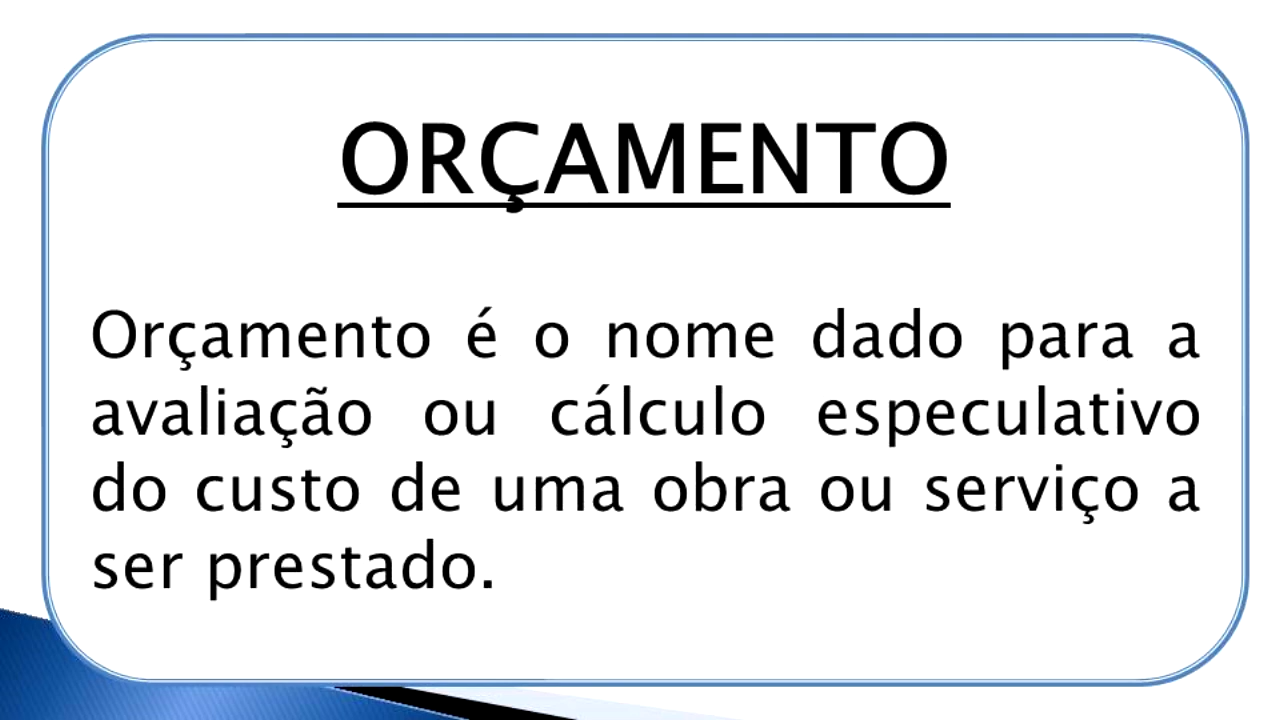 ORÇAMENTO
Orçamento é o nome dado para a
avaliação ou cálculo especulativo
do custo de uma obra ou serviço a
ser prestado.